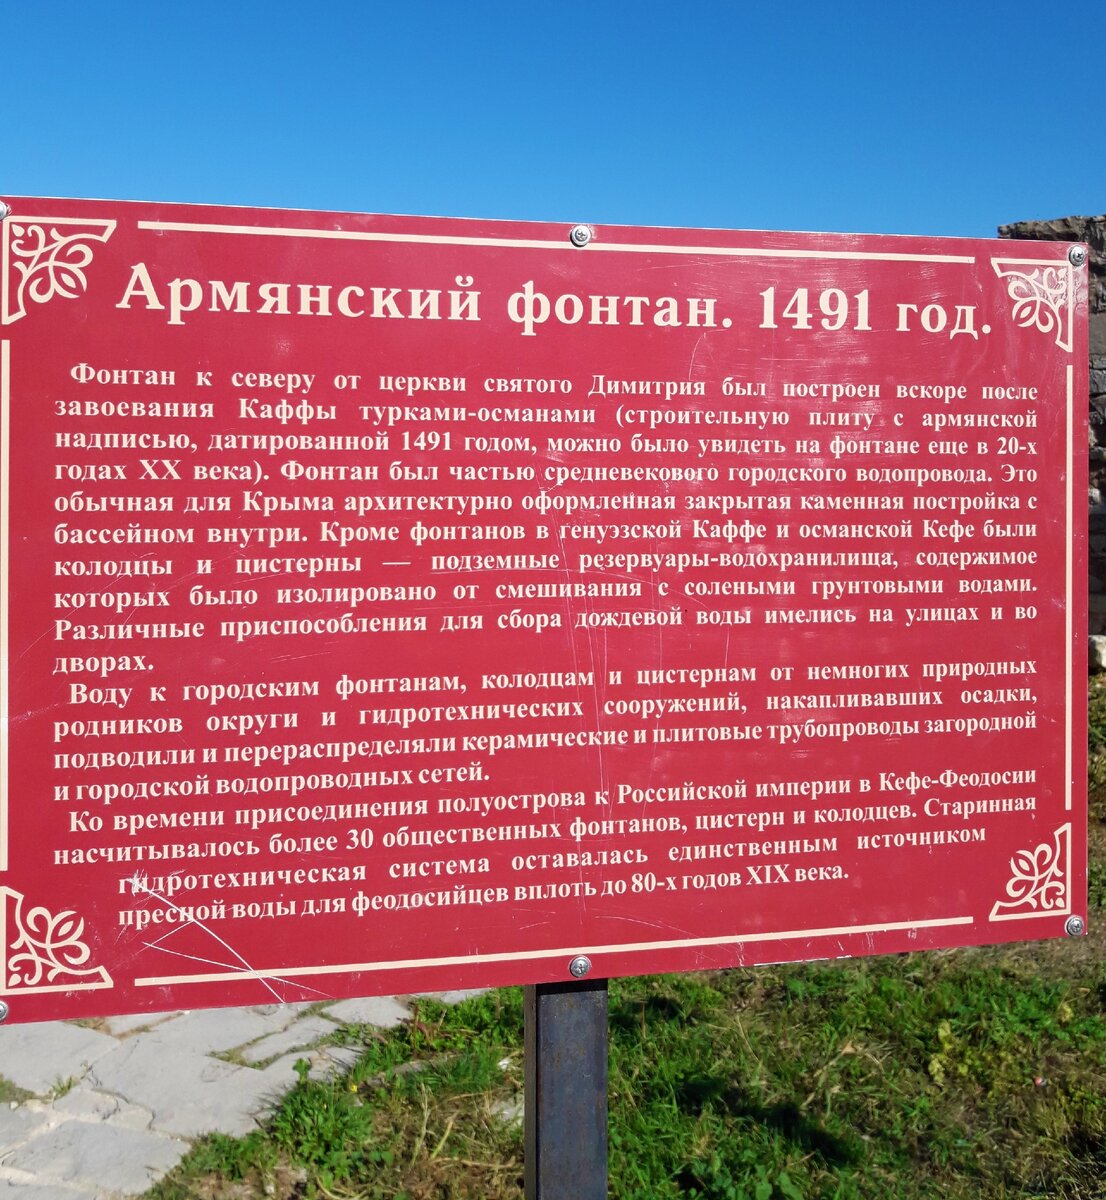 Армянский фонтан. 1491 год.
Фонтан к северу от церкви святого Димитрия был построен вскоре после
завоевания Каффы турками-османами (строительную плиту с армянской
надписью, датированной 1491 годом, можно было увидеть на фонтане еще в 20-х
годах XX века). Фонтан был частью средневекового городского водопровода. Это
обычная для Крыма архитектурно оформленная закрытая каменная постройка с
бассейном внутри. Кроме фонтанов в генуэзской Каффе и османской Кефе были
колодцы и цистерны — подземные резервуары-водохранилища, содержимое
которых было изолировано от смешивания с солеными грунтовыми водами.
Различные приспособления для сбора дождевой воды имелись на улицах и во
дворах.
Воду к городским фонтанам, колодцам и цистернам от немногих природных
родников округи и гидротехнических сооружений, накапливавших осадки,
подводили и перераспределяли керамические и плитовые трубопроводы загородной
и городской водопроводных сетей.
Ко времени присоединения полуострова к Российской империи в Кефе-Феодосии
насчитывалось более 30 общественных фонтанов, цистерн и колодцев. Старинная
гидротехническая система оставалась единственным источником
пресной воды для феодосийцев вплоть до 80-х годов XIX века.